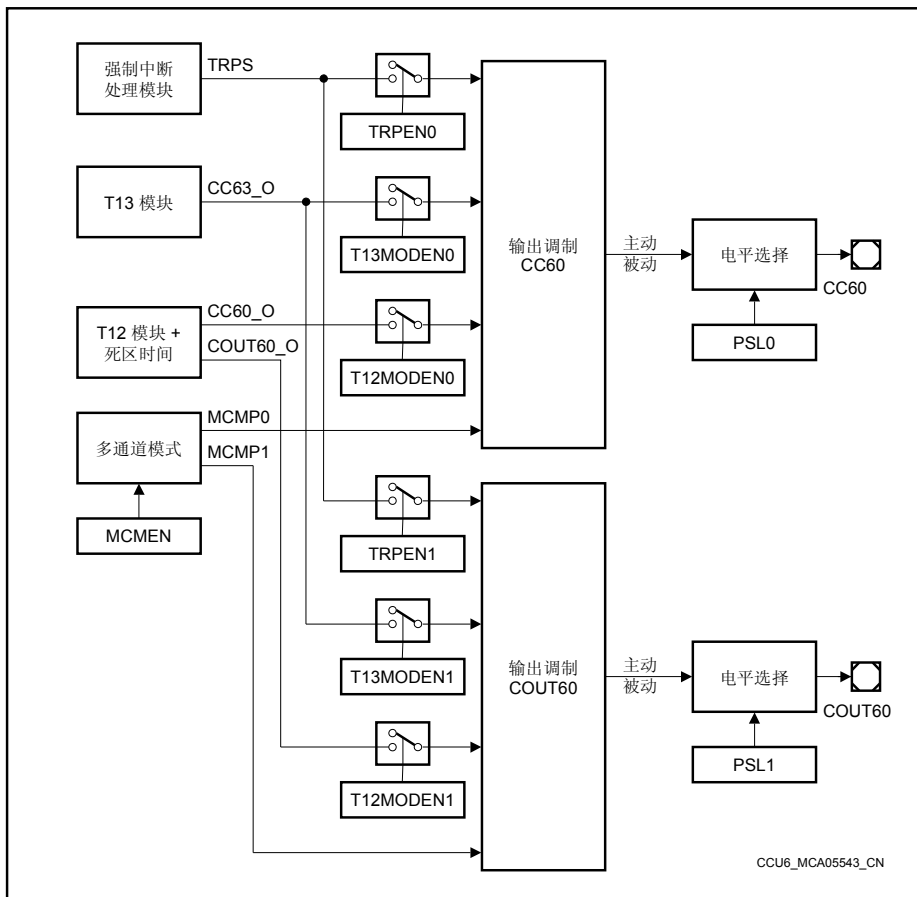 强制中断
处理模块
TRPS
TRPEN0
T13 模块
CC63_O
T13MODEN0
输出调制
CC60
主动
被动
电平选择
CC60
PSL0
T12 模块 +
死区时间
CC60_O
COUT60_O
T12MODEN0
多通道模式
MCMP0
MCMP1
MCMEN
TRPEN1
T13MODEN1
输出调制
COUT60
主动
被动
电平选择
COUT60
PSL1
T12MODEN1
CCU6_MCA05543_CN